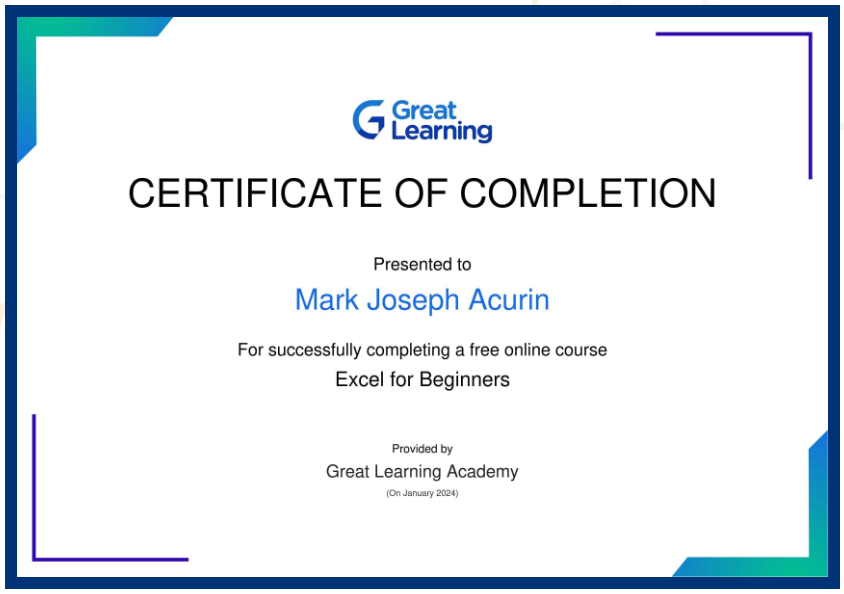 Great
Learning
CERTIFICATE OF COMPLETION
Presented to
Mark Joseph Acurin
For successfully completing a free online course
Excel for Beginners
Provided by
Great Learning Academy
(On January 2024)